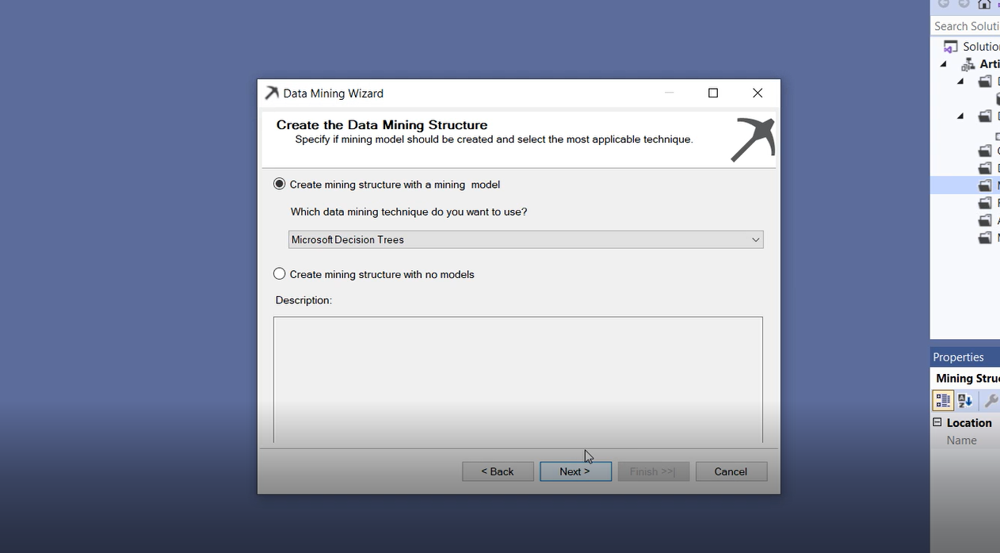 Data Mining Wizard
Create the Data Mining Structure
Specify if mining model should be created and select the most applicable technique.
Create mining structure with a mining model
Which data mining technique do you want to use?
Microsoft Decision Trees
Create mining structure with no models
Description:
< Back
Next >
Finish >>|
Cancel
Search Soluti
Solution
Arti
Properties
Mining Struc
Location
Name